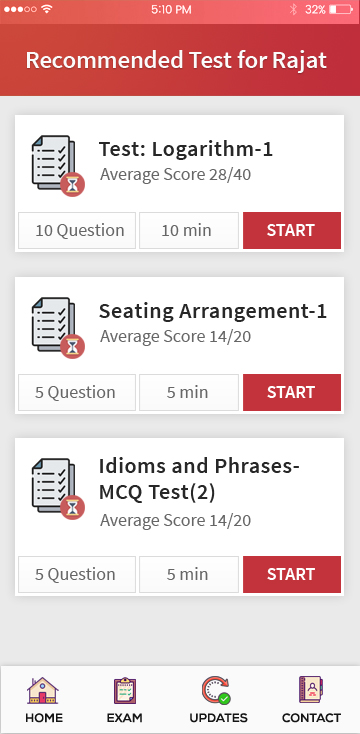 5:10 PM 32%
Recommended Test for Rajat
Test: Logarithm-1
Average Score 28/40
10 Question 10 min START
Seating Arrangement-1
Average Score 14/20
5 Question 5 min START
Idioms and Phrases-
MCQ Test(2)
Average Score 14/20
5 Question 5 min START
HOME EXAM UPDATES CONTACT